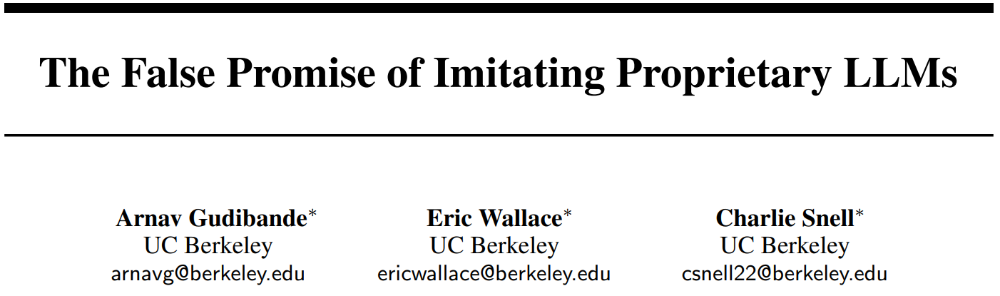 The False Promise of Imitating Proprietary LLMs
Arnav Gudibande* Eric Wallace* Charlie Snell*
UC Berkeley UC Berkeley UC Berkeley
arnavg@berkeley.edu ericwallace@berkeley.edu csnell22@berkeley.edu